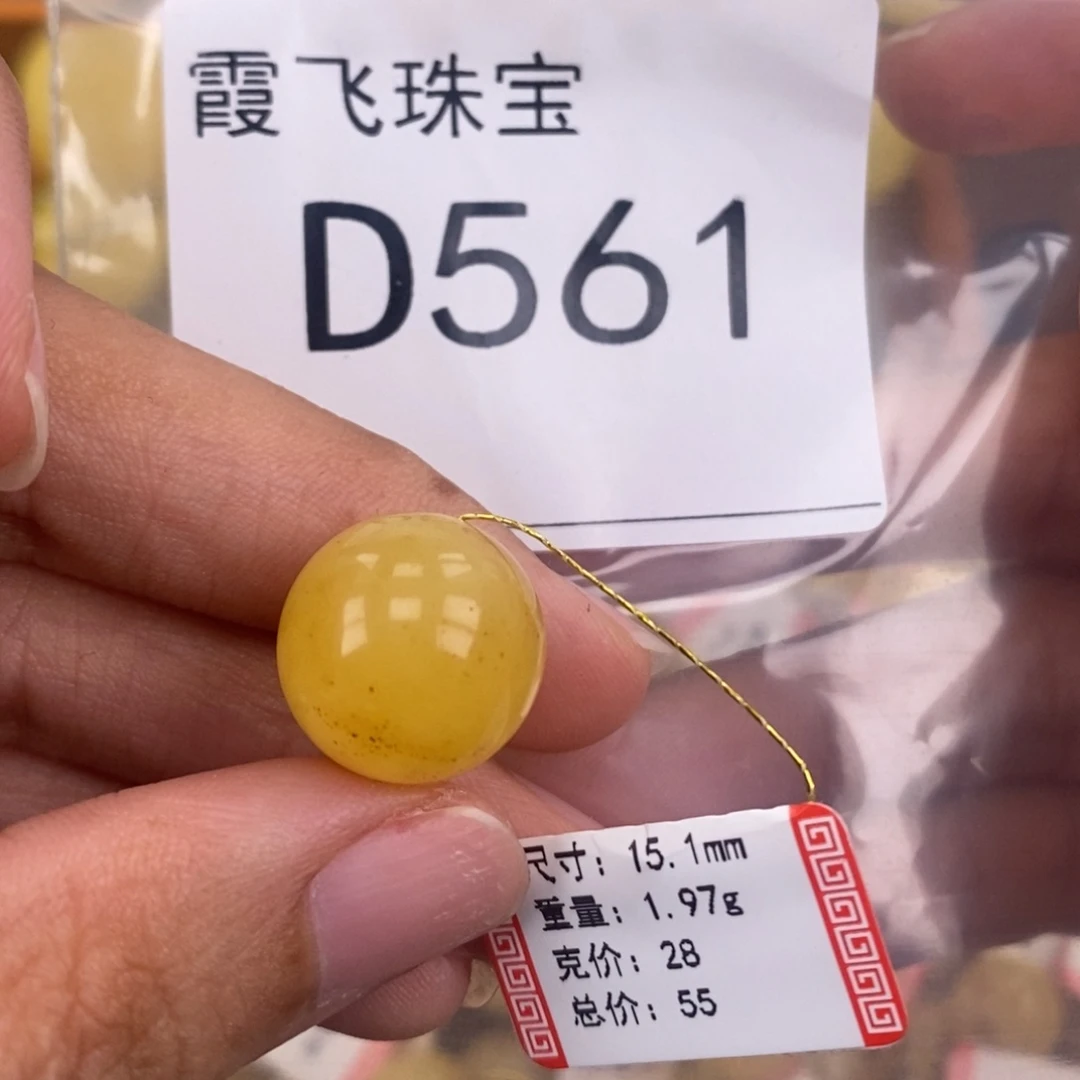 霞飞珠宝
D561
尺寸：15.1mm
重量：1.97g
克价：28
总价：55